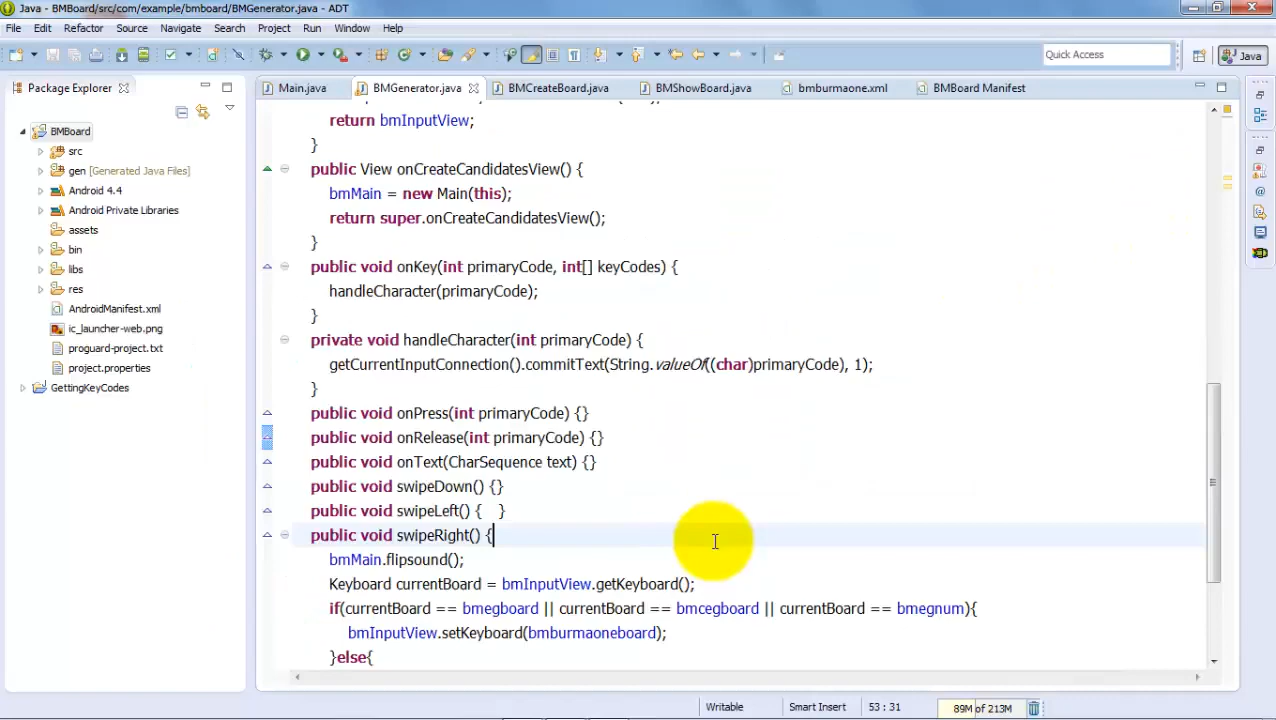 Java - BMBoard/src/com/example/bmboard/BMGenerator.java - ADT
File Edit Refactor Source Navigate Search Project Run Window Help
Quick Access
Java
Package Explorer
Main.java BMGenerator.java BMCreateBoard.java BMShowBoard.java bmburmaone.xml BMBoard Manifest
BMBoard
src
gen [Generated Java Files]
Android 4.4
Android Private Libraries
assets
bin
libs
res
AndroidManifest.xml
ic_launcher-web.png
proguard-project.txt
project.properties
GettingKeyCodes
return bmInputView;
}
public View onCreateCandidatesView() {
bmMain = new Main(this);
return super.onCreateCandidatesView();
}
public void onKey(int primaryCode, int[] keyCodes) {
handleCharacter(primaryCode);
}
private void handleCharacter(int primaryCode) {
getCurrentInputConnection().commitText(String.valueOf((char)primaryCode), 1);
}
public void onPress(int primaryCode) {}
public void onRelease(int primaryCode) {}
public void onText(CharSequence text) {}
public void swipeDown() {}
public void swipeLeft() { }
public void swipeRight() {
bmMain.flipsound();
Keyboard currentBoard = bmInputView.getKeyboard();
if(currentBoard == bmegboard || currentBoard == bmcegboard || currentBoard == bmegnum){
bmInputView.setKeyboard(bmburmaoneboard);
}else{
Writable Smart Insert 53 : 31 89M of 213M